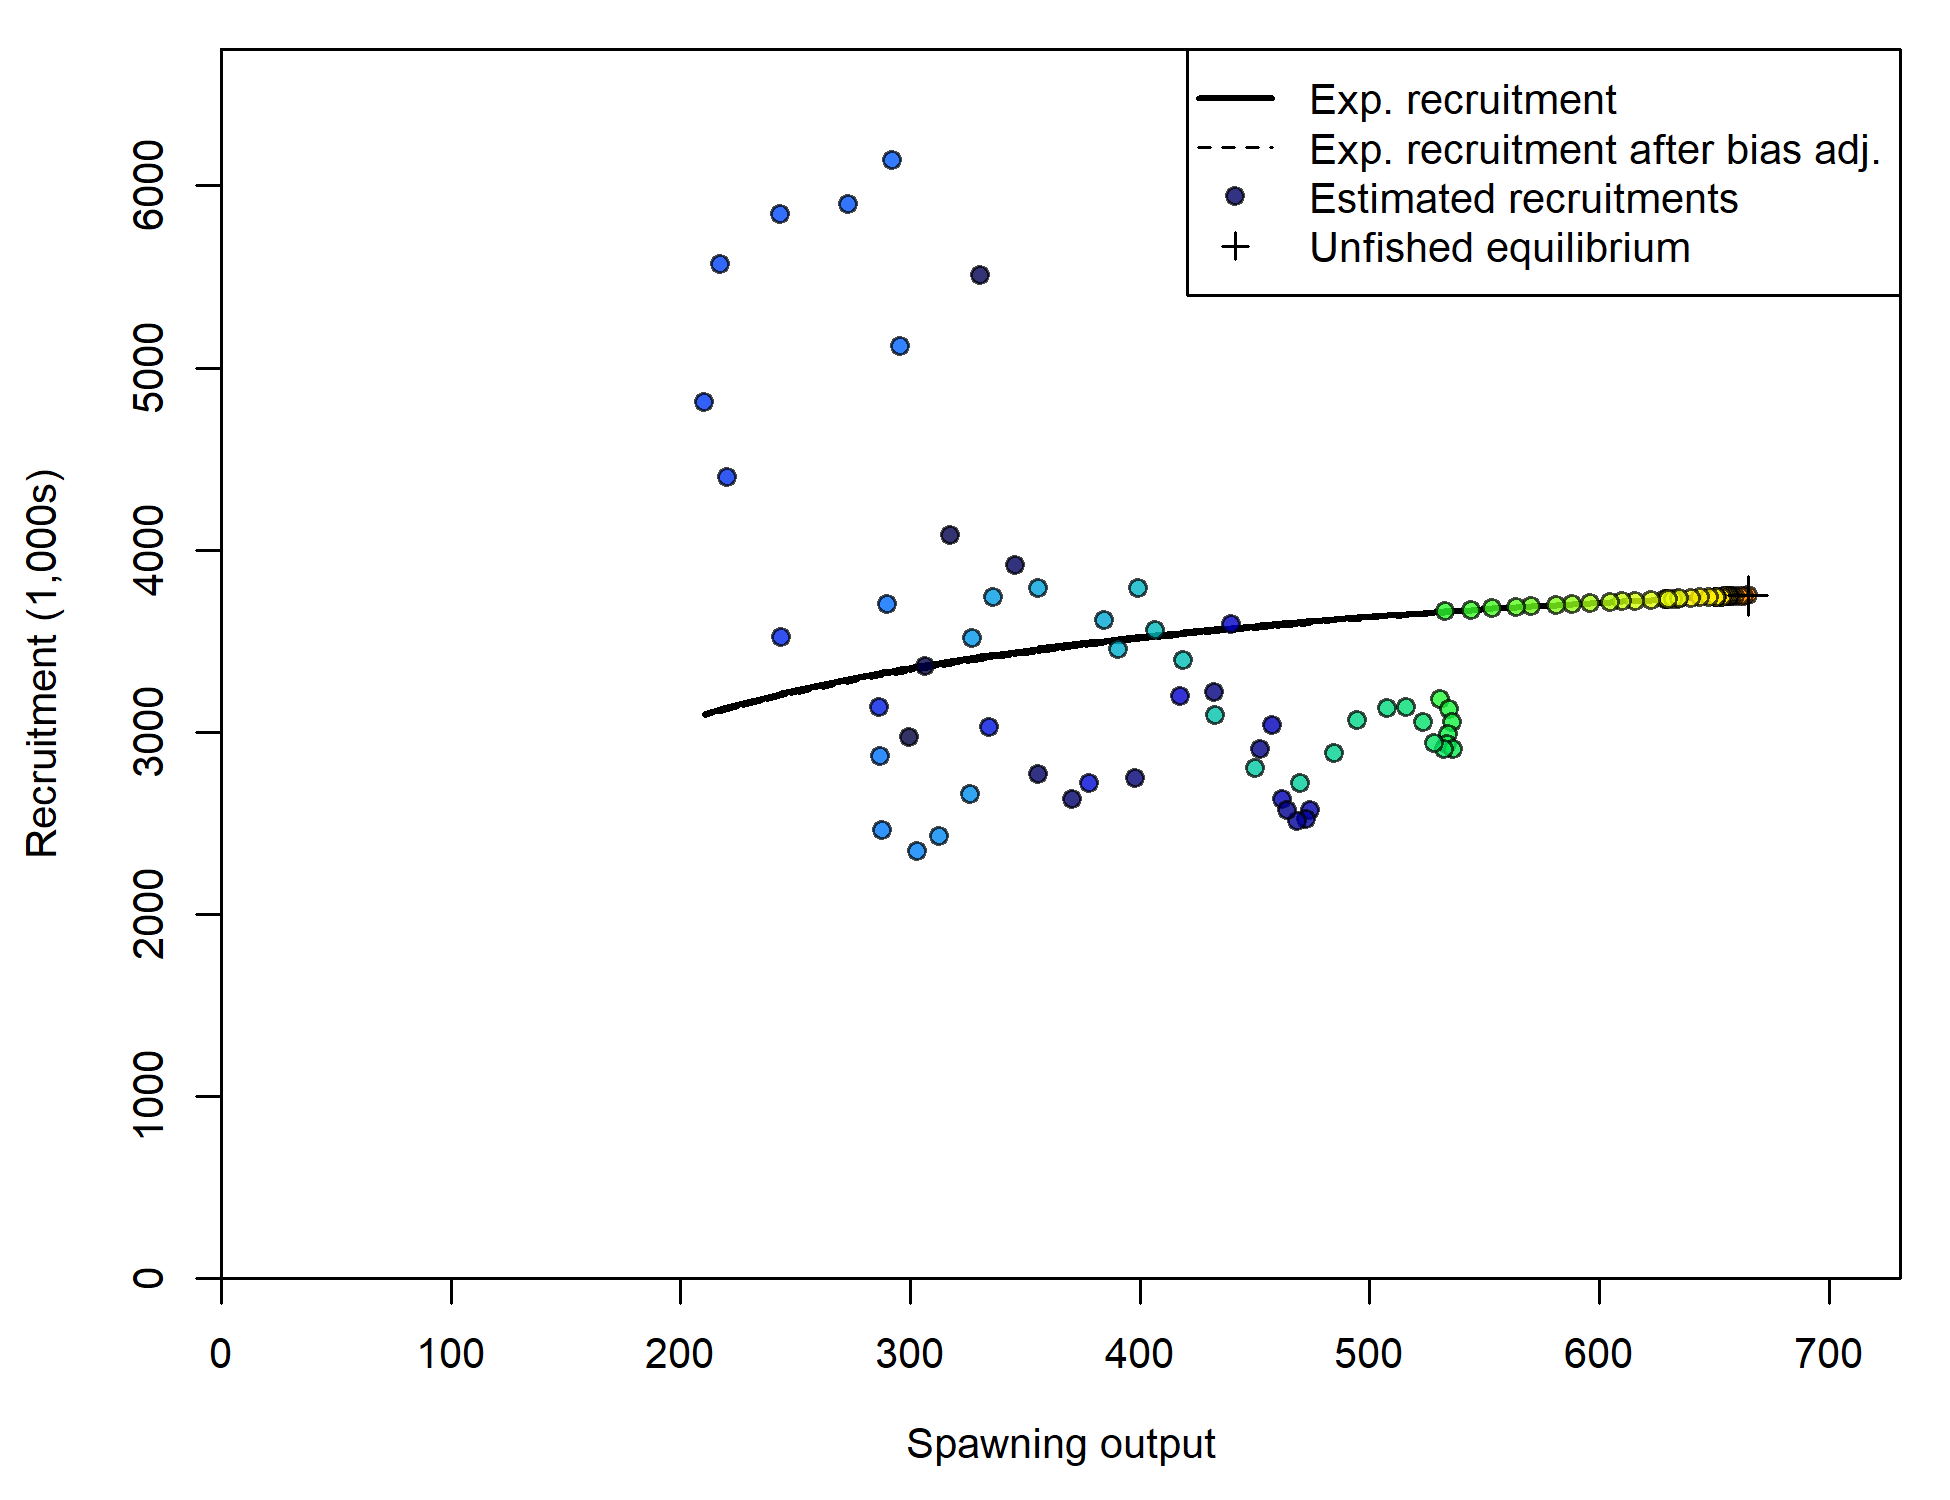 Exp. recruitment
Exp. recruitment after bias adj.
Estimated recruitments
Unfished equilibrium
Recruitment (1,000s)
6000
5000
4000
3000
2000
1000
0
0 100 200 300 400 500 600 700
Spawning output